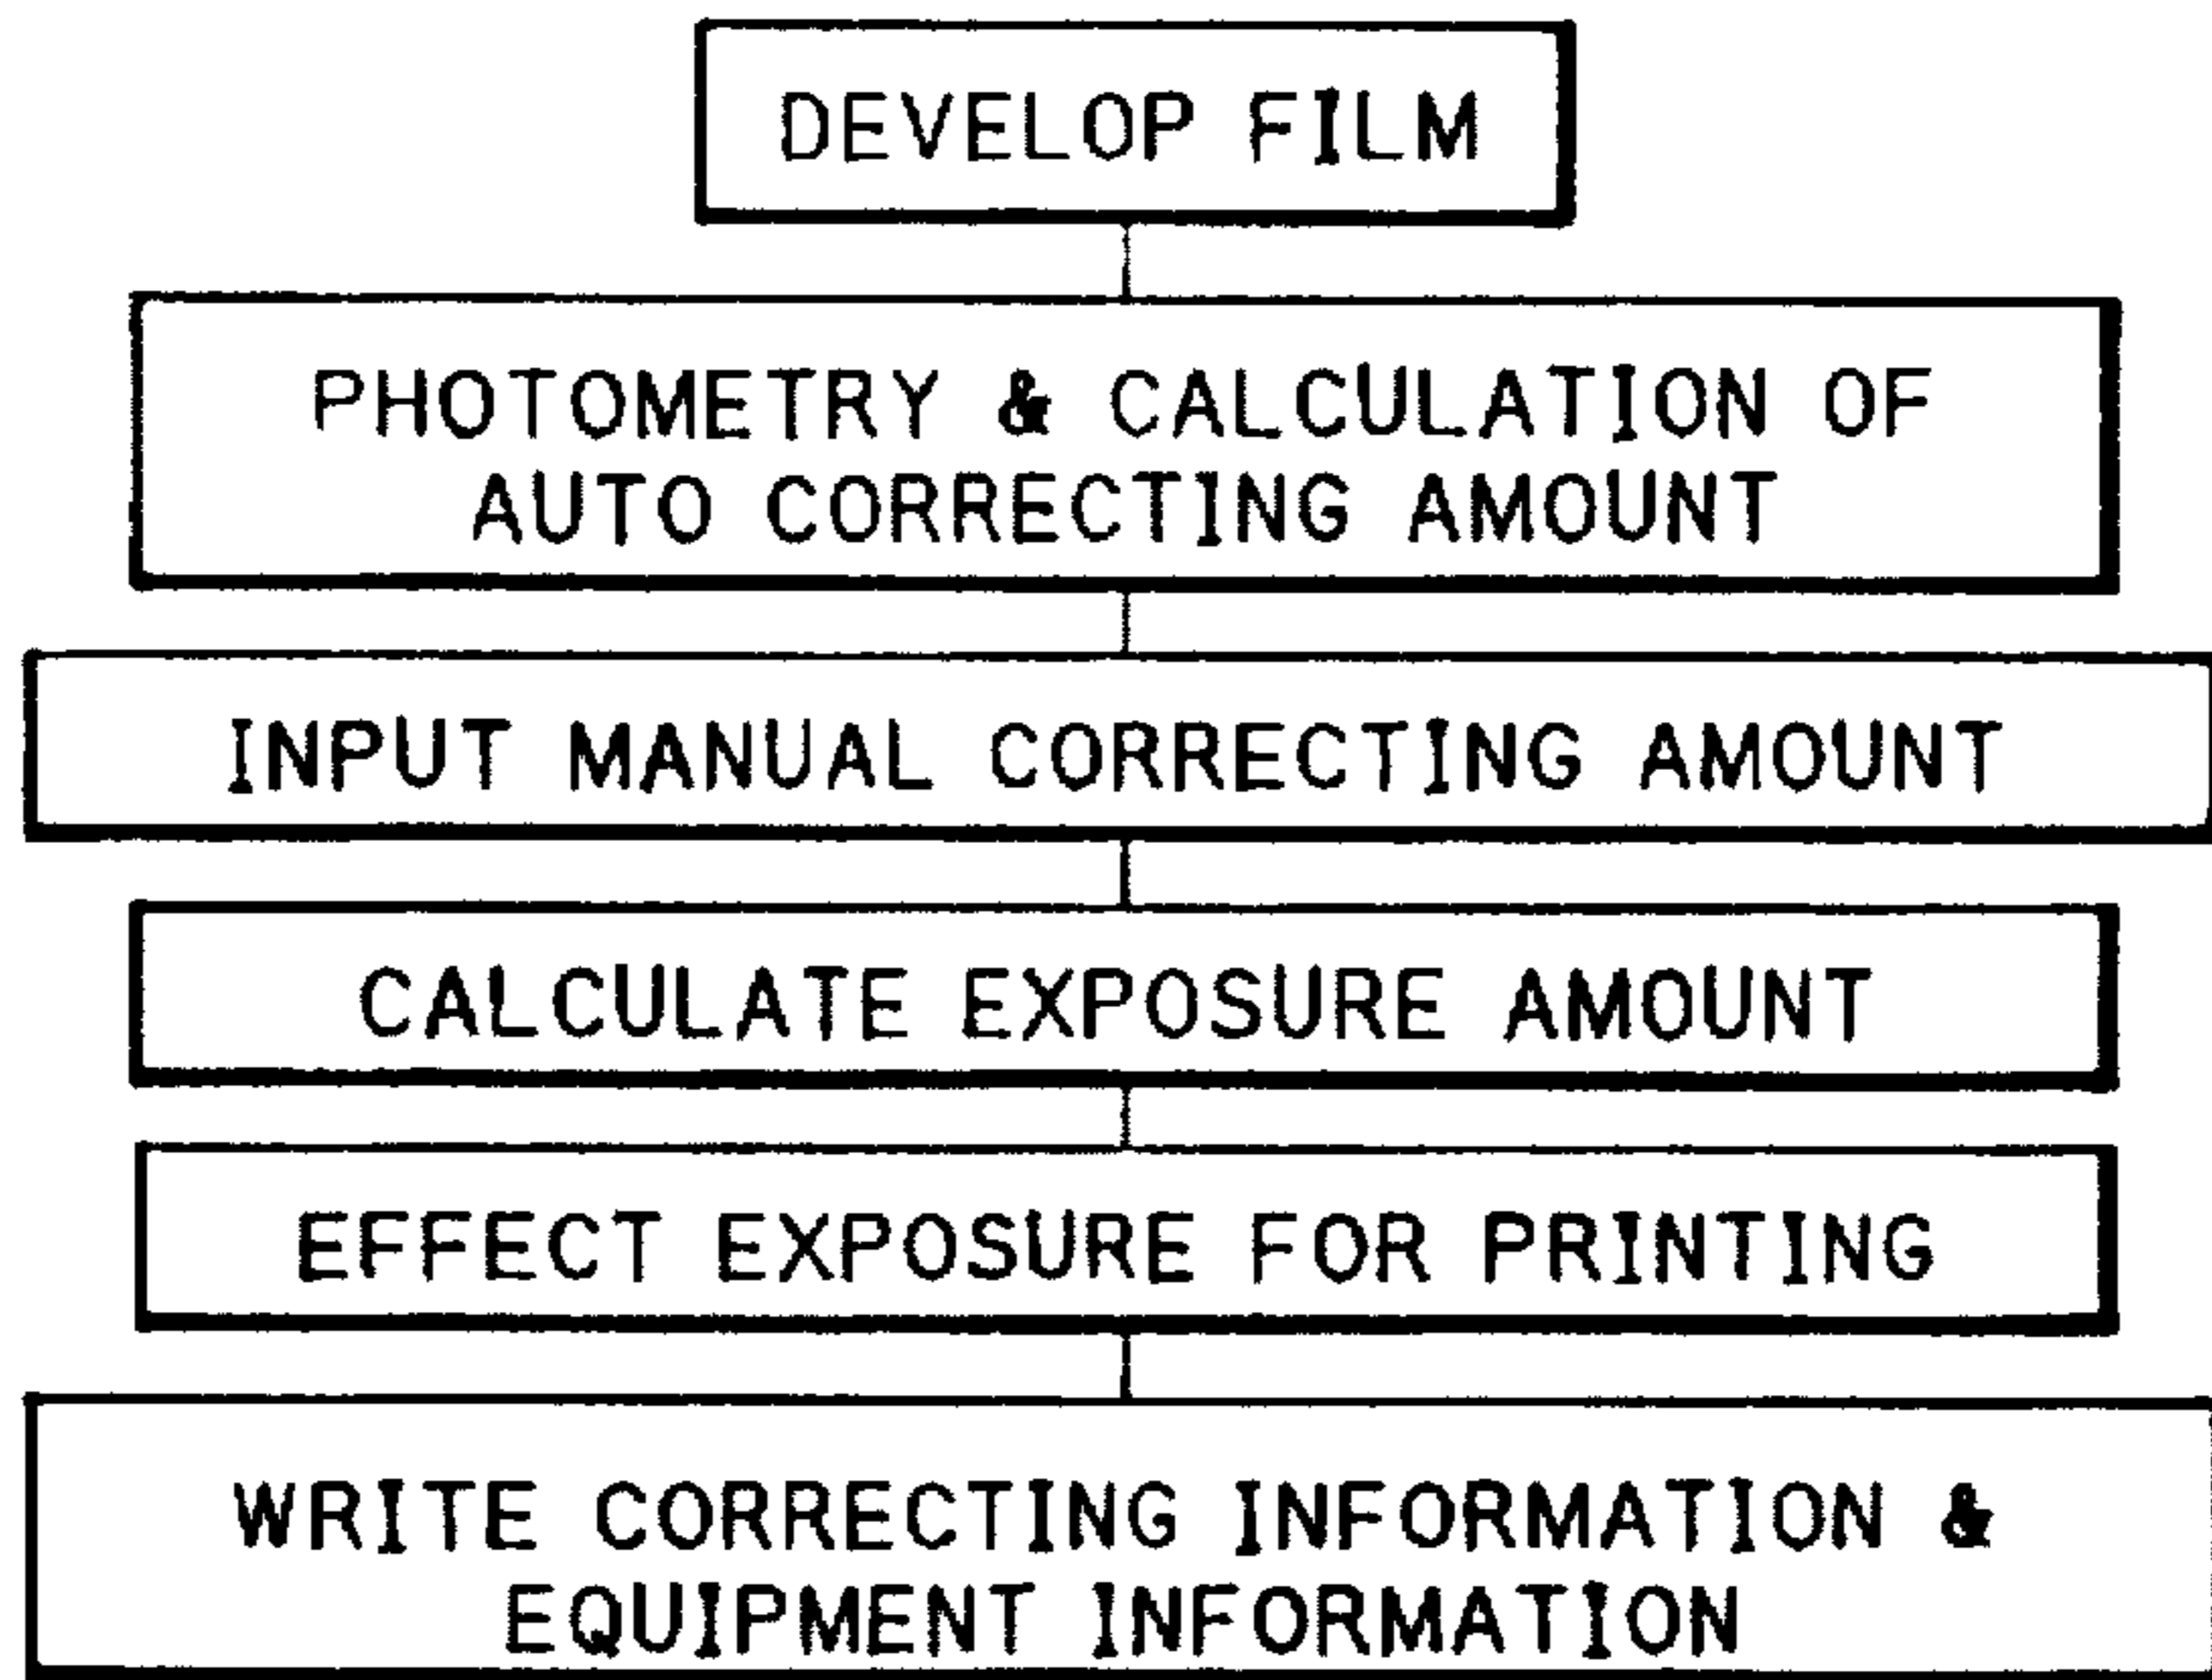 DEVELOP FILM
PHOTOMETRY & CALCULATION OF
AUTO CORRECTING AMOUNT
INPUT MANUAL CORRECTING AMOUNT
CALCULATE EXPOSURE AMOUNT
EFFECT EXPOSURE FOR PRINTING
WRITE CORRECTING INFORMATION &
EQUIPMENT INFORMATION